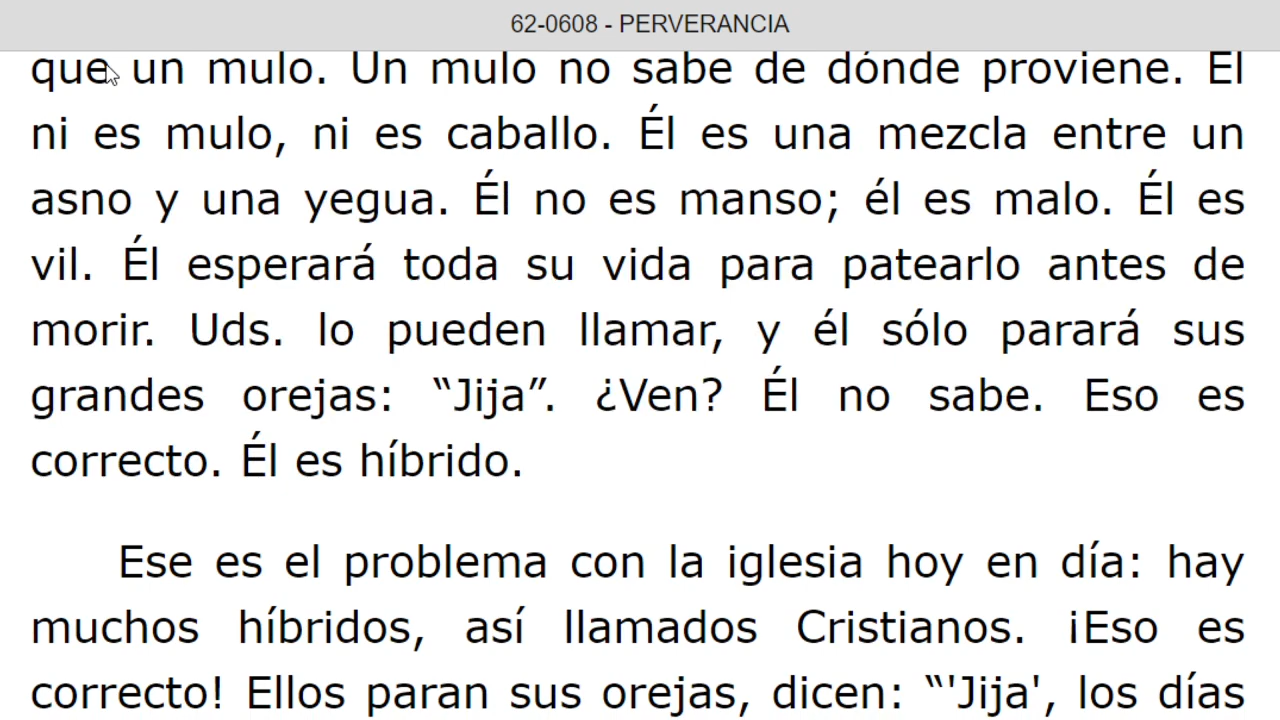 62-0608 - PERVERANCIA
que un mulo. Un mulo no sabe de dónde proviene. Él
ni es mulo, ni es caballo. Él es una mezcla entre un
asno y una yegua. Él no es manso; él es malo. Él es
vil. Él esperará toda su vida para patearlo antes de
morir. Uds. lo pueden llamar, y él sólo parará sus
grandes orejas: “Jija”. ¿Ven? Él no sabe. Eso es
correcto. Él es híbrido.
Ese es el problema con la iglesia hoy en día: hay
muchos híbridos, así llamados Cristianos. ¡Eso es
correcto! Ellos paran sus orejas, dicen: “'Jija', los días